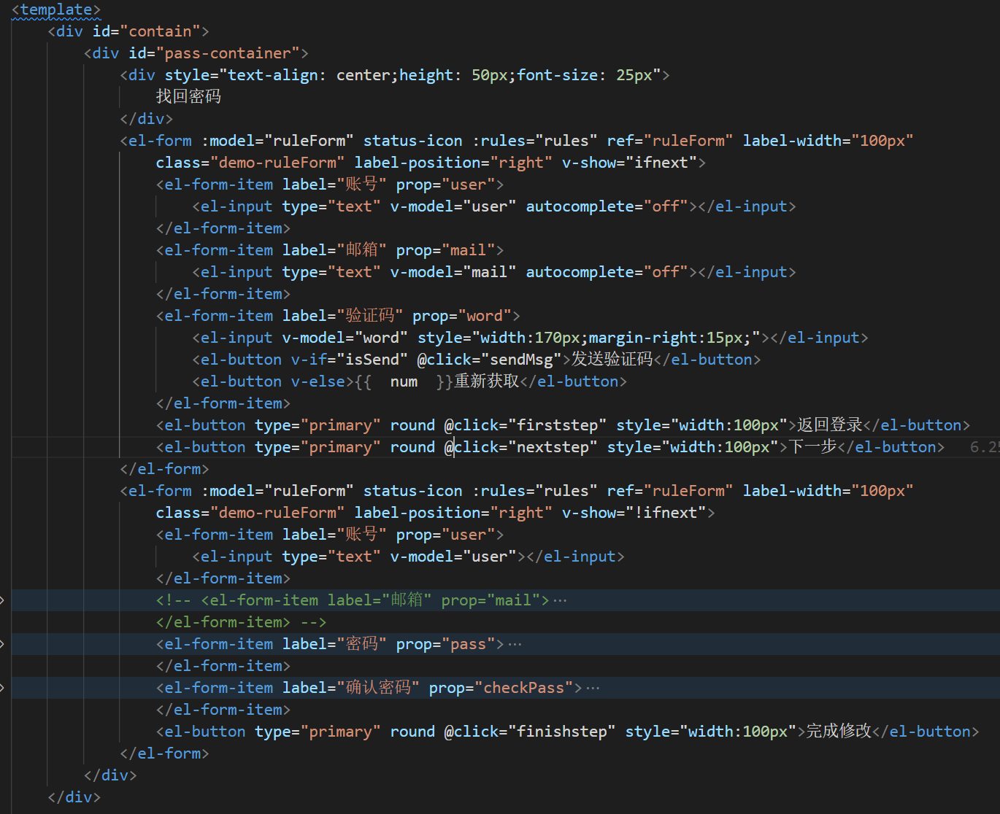 <template>
<div id="contain">
<div id="pass-container">
<div style="text-align: center;height: 50px;font-size: 25px">
找回密码
</div>
<el-form :model="ruleForm" status-icon :rules="rules" ref="ruleForm" label-width="100px"
class="demo-ruleForm" label-position="right" v-show="ifnext">
<el-form-item label="账号" prop="user">
<el-input type="text" v-model="user" autocomplete="off"></el-input>
</el-form-item>
<el-form-item label="邮箱" prop="mail">
<el-input type="text" v-model="mail" autocomplete="off"></el-input>
</el-form-item>
<el-form-item label="验证码" prop="word">
<el-input v-model="word" style="width:170px;margin-right:15px;"></el-input>
<el-button v-if="isSend" @click="sendMsg">发送验证码</el-button>
<el-button v-else>{{  num  }}重新获取</el-button>
</el-form-item>
<el-button type="primary" round @click="firststep" style="width:100px">返回登录</el-button>
<el-button type="primary" round @click="nextstep" style="width:100px">下一步</el-button>
</el-form>
<el-form :model="ruleForm" status-icon :rules="rules" ref="ruleForm" label-width="100px"
class="demo-ruleForm" label-position="right" v-show="!ifnext">
<el-form-item label="账号" prop="user">
<el-input type="text" v-model="user"></el-input>
</el-form-item>
<!-- <el-form-item label="邮箱" prop="mail">···
</el-form-item> -->
<el-form-item label="密码" prop="pass">···
</el-form-item>
<el-form-item label="确认密码" prop="checkPass">···
</el-form-item>
<el-button type="primary" round @click="finishstep" style="width:100px">完成修改</el-button>
</el-form>
</div>
</div>